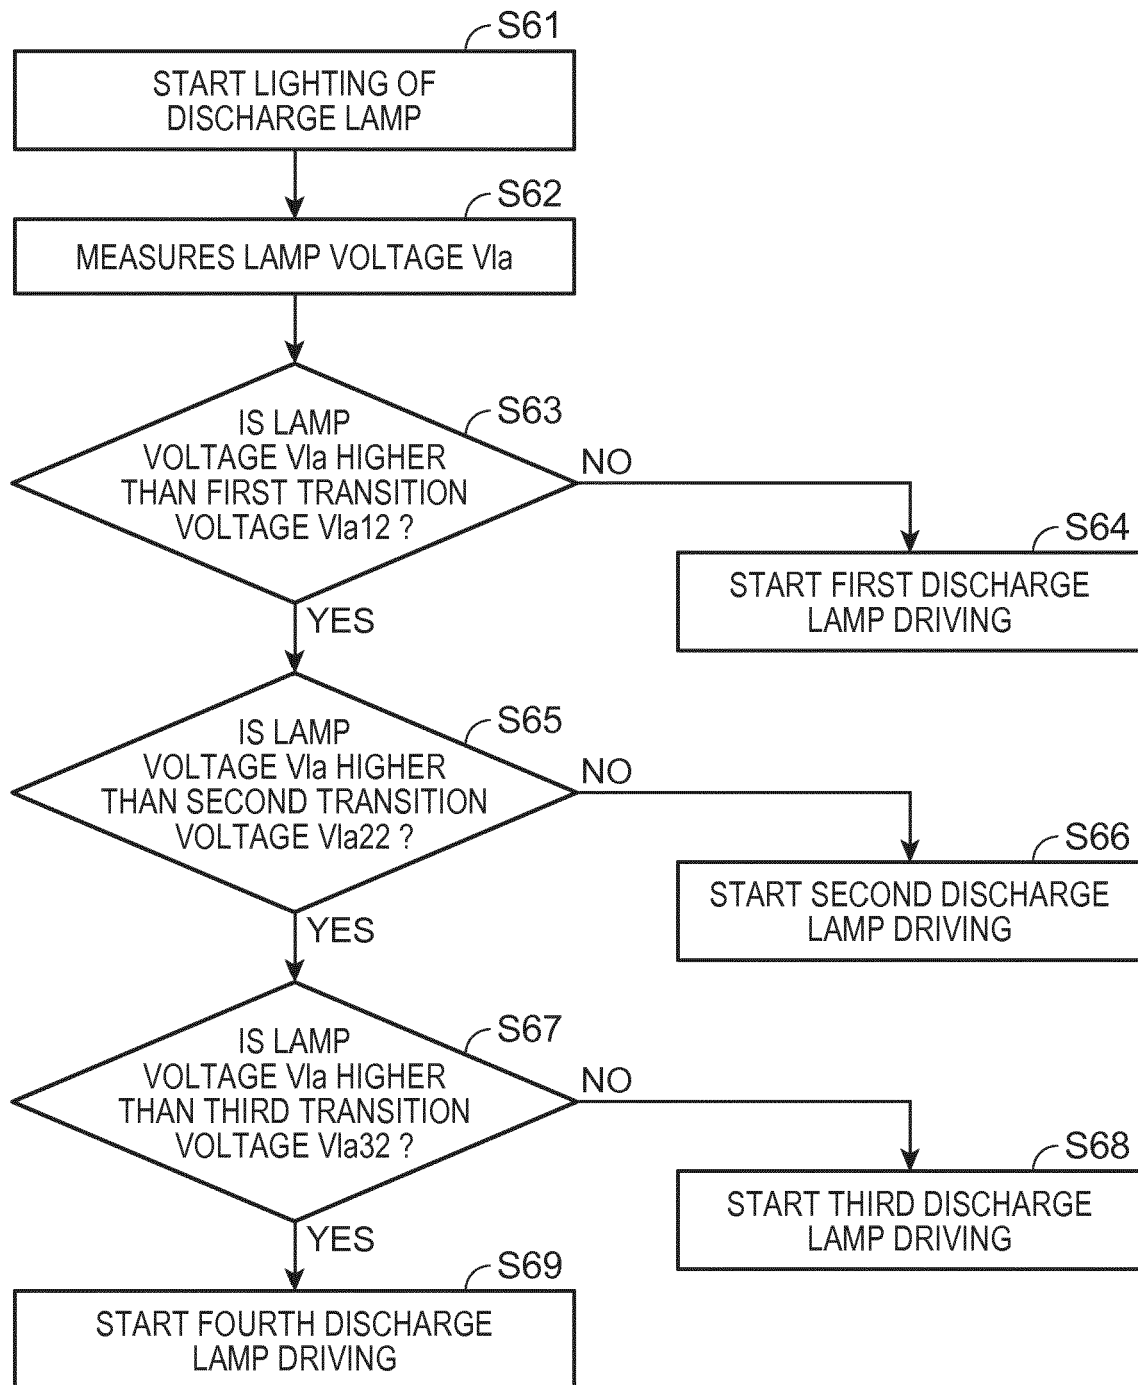 S61
START LIGHTING OF
DISCHARGE LAMP
S62
MEASURES LAMP VOLTAGE Vla
S63
IS LAMP
VOLTAGE Vla HIGHER
THAN FIRST TRANSITION
VOLTAGE Vla12 ?
NO
S64
START FIRST DISCHARGE
LAMP DRIVING
YES
S65
IS LAMP
VOLTAGE Vla HIGHER
THAN SECOND TRANSITION
VOLTAGE Vla22 ?
NO
S66
START SECOND DISCHARGE
LAMP DRIVING
YES
S67
IS LAMP
VOLTAGE Vla HIGHER
THAN THIRD TRANSITION
VOLTAGE Vla32 ?
NO
S68
START THIRD DISCHARGE
LAMP DRIVING
YES
S69
START FOURTH DISCHARGE
LAMP DRIVING